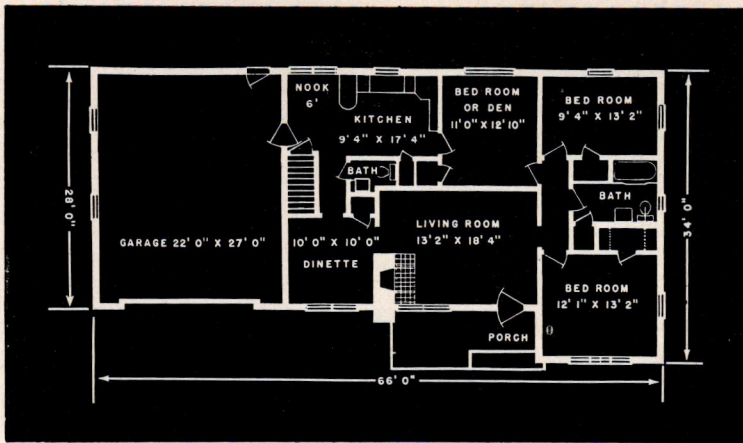 NOOK
6'
KITCHEN
9' 4" X 17' 4"
BED ROOM
OR DEN
11' 0" X 12' 10"
BED ROOM
9' 4" X 13' 2"
BATH
BATH
28' 0"
34' 0"
GARAGE 22' 0" X 27' 0"
10' 0" X 10' 0"
DINETTE
LIVING ROOM
13' 2" X 18' 4"
BED ROOM
12' 1" X 13' 2"
PORCH
66' 0"